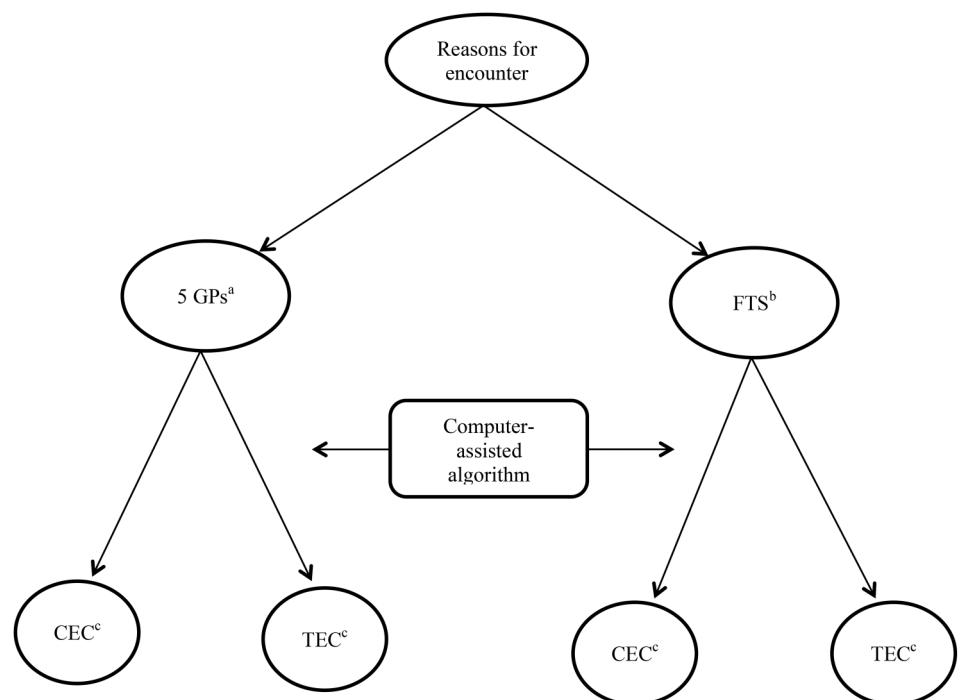 Reasons for
encounter
5 GPsᵃ
FTSᵇ
Computer-
assisted
algorithm
CECᶜ
TECᶜ
CECᶜ
TECᶜ